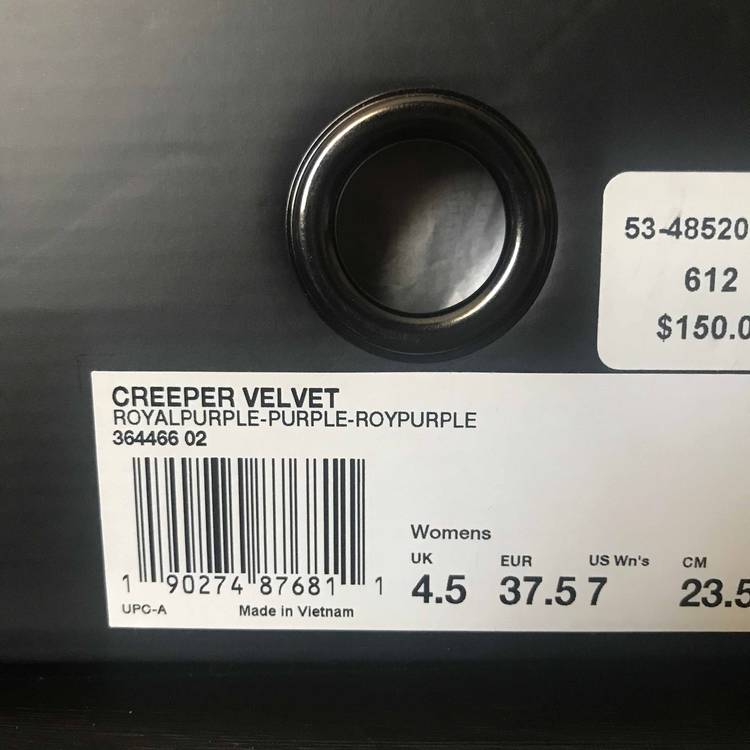 53-48520
612
$150.0
CREEPER VELVET
ROYALPURPLE-PURPLE-ROYPURPLE
364466 02
Womens
UK EUR US Wn's CM
4.5 37.5 7 23.5
1 90274 87681 1
UPC-A Made in Vietnam